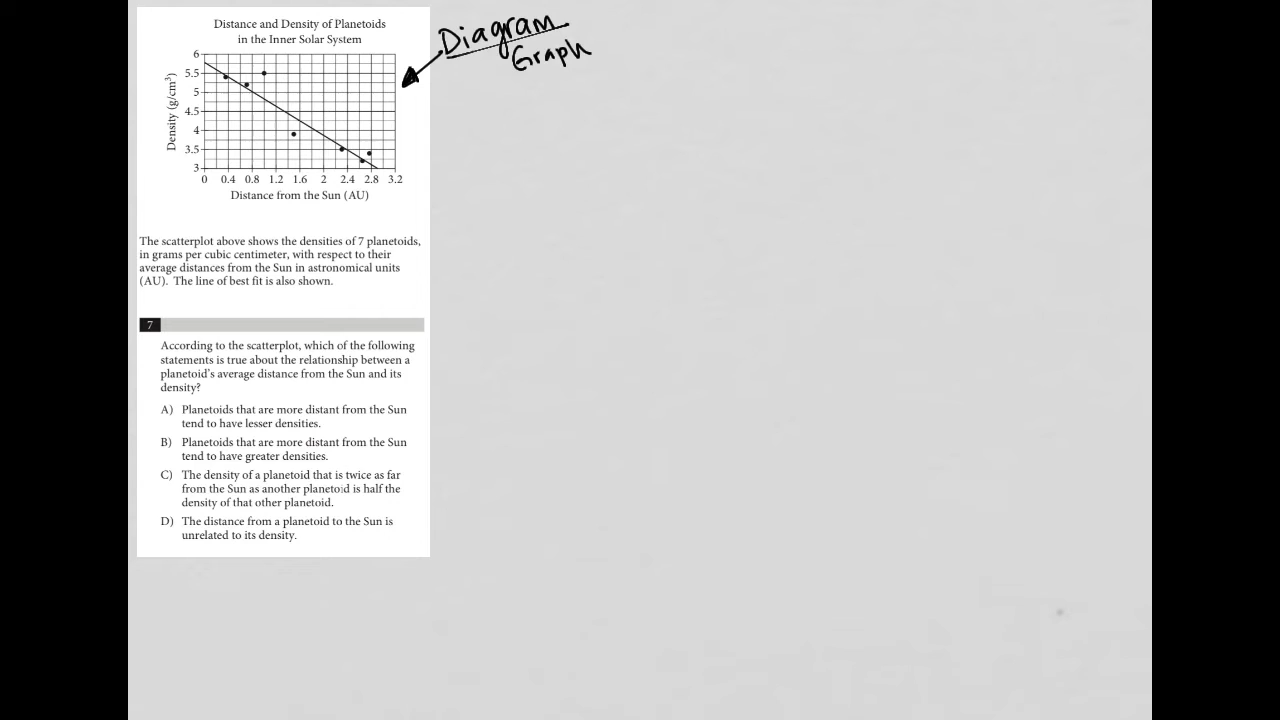 Distance and Density of Planetoids
in the Inner Solar System
Diagram
Graph
6
5.5
5
4.5
4
3.5
3
Density (g/cm³)
0 0.4 0.8 1.2 1.6 2 2.4 2.8 3.2
Distance from the Sun (AU)
The scatterplot above shows the densities of 7 planetoids,
in grams per cubic centimeter, with respect to their
average distances from the Sun in astronomical units
(AU). The line of best fit is also shown.
7
According to the scatterplot, which of the following
statements is true about the relationship between a
planetoid's average distance from the Sun and its
density?
A) Planetoids that are more distant from the Sun
tend to have lesser densities.
B) Planetoids that are more distant from the Sun
tend to have greater densities.
C) The density of a planetoid that is twice as far
from the Sun as another planetoid is half the
density of that other planetoid.
D) The distance from a planetoid to the Sun is
unrelated to its density.